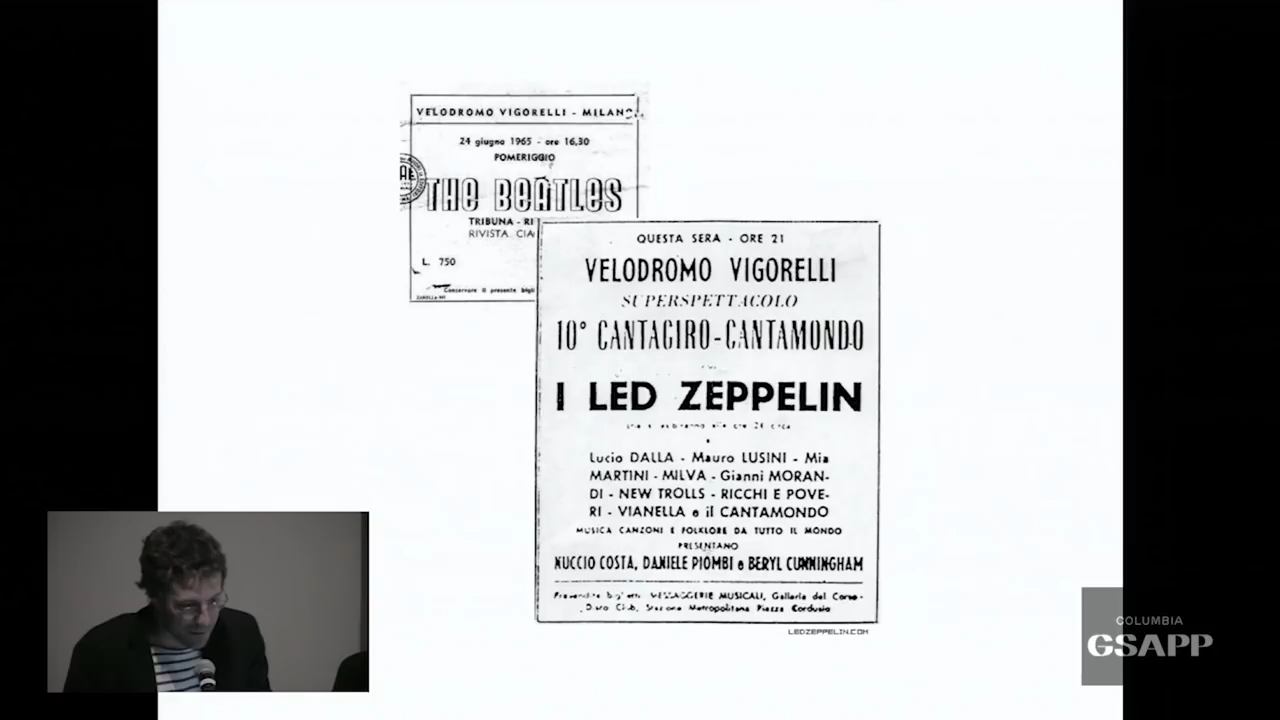 VELODROMO VIGORELLI - MILANO
24 giugno 1965 - ore 16,30
POMERIGGIO
THE BEATLES
TRIBUNA - RI
RIVISTA CIA
L. 750
Conservare il presente bigli
QUESTA SERA - ORE 21
VELODROMO VIGORELLI
SUPERSPETTACOLO
10° CANTAGIRO-CANTAMONDO
I LED ZEPPELIN
Lucio DALLA - Mauro LUSINI - Mia
MARTINI - MILVA - Gianni MORAN-
DI - NEW TROLLS - RICCHI E POVE-
RI - VIANELLA e il CANTAMONDO
MUSICA CANZONI E FOLKLORE DA TUTTO IL MONDO
PRESENTANO
NUCCIO COSTA, DANIELE PIOMBI e BERYL CUNNINGHAM
Prevendita biglietti MESSAGGERIE MUSICALI, Galleria del Corso -
Disco Club, Stazione Metropolitana Piazza Cordusio
LEDZEPPELIN.COM
COLUMBIA
GSAPP